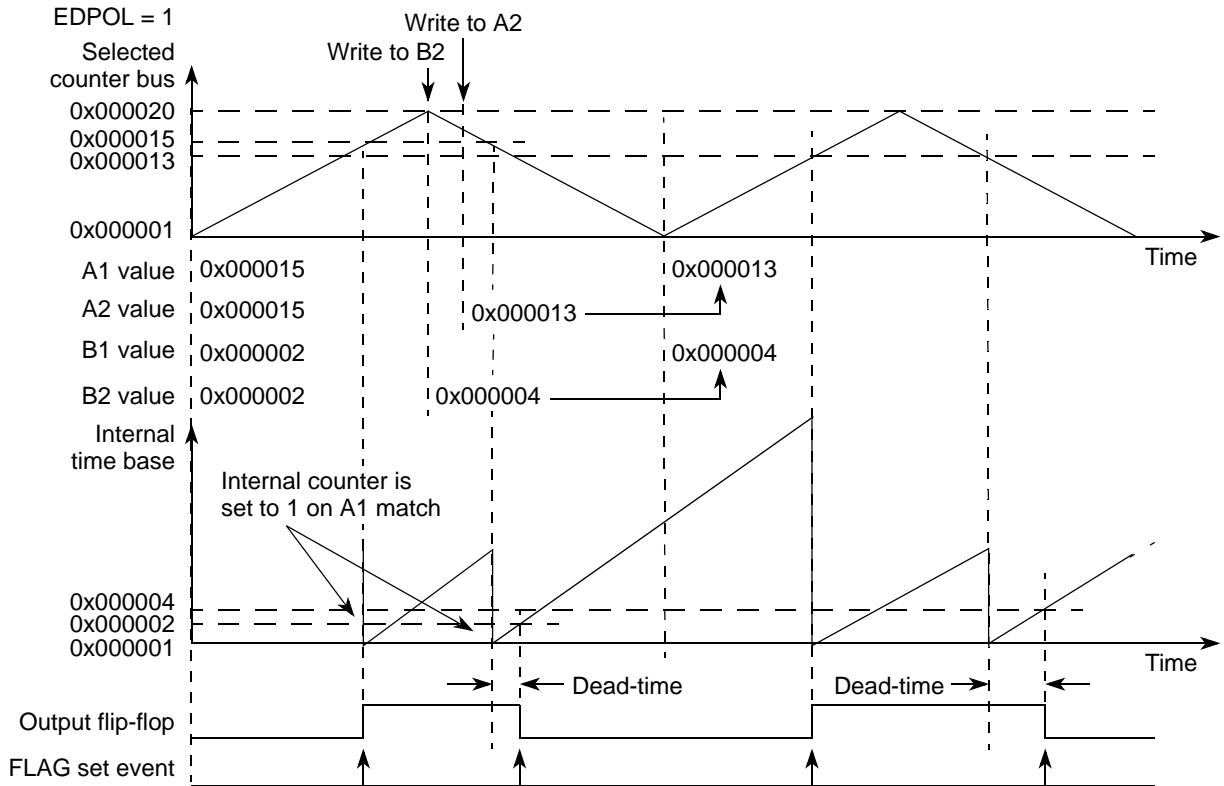 EDPOL = 1
Write to A2
Write to B2
Selected
counter bus
0x000020
0x000015
0x000013
0x000001
Time
A1 value 0x000015 0x000013
A2 value 0x000015 0x000013
B1 value 0x000002 0x000004
B2 value 0x000002 0x000004
Internal
time base
Internal counter is
set to 1 on A1 match
0x000004
0x000002
0x000001
Time
Dead-time Dead-time
Output flip-flop
FLAG set event